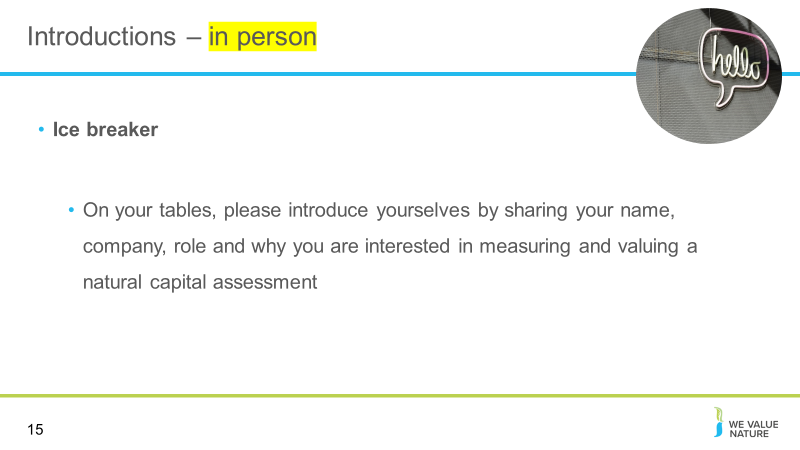 Introductions – in person
hello
• Ice breaker
• On your tables, please introduce yourselves by sharing your name,
company, role and why you are interested in measuring and valuing a
natural capital assessment
15
WE VALUE
NATURE